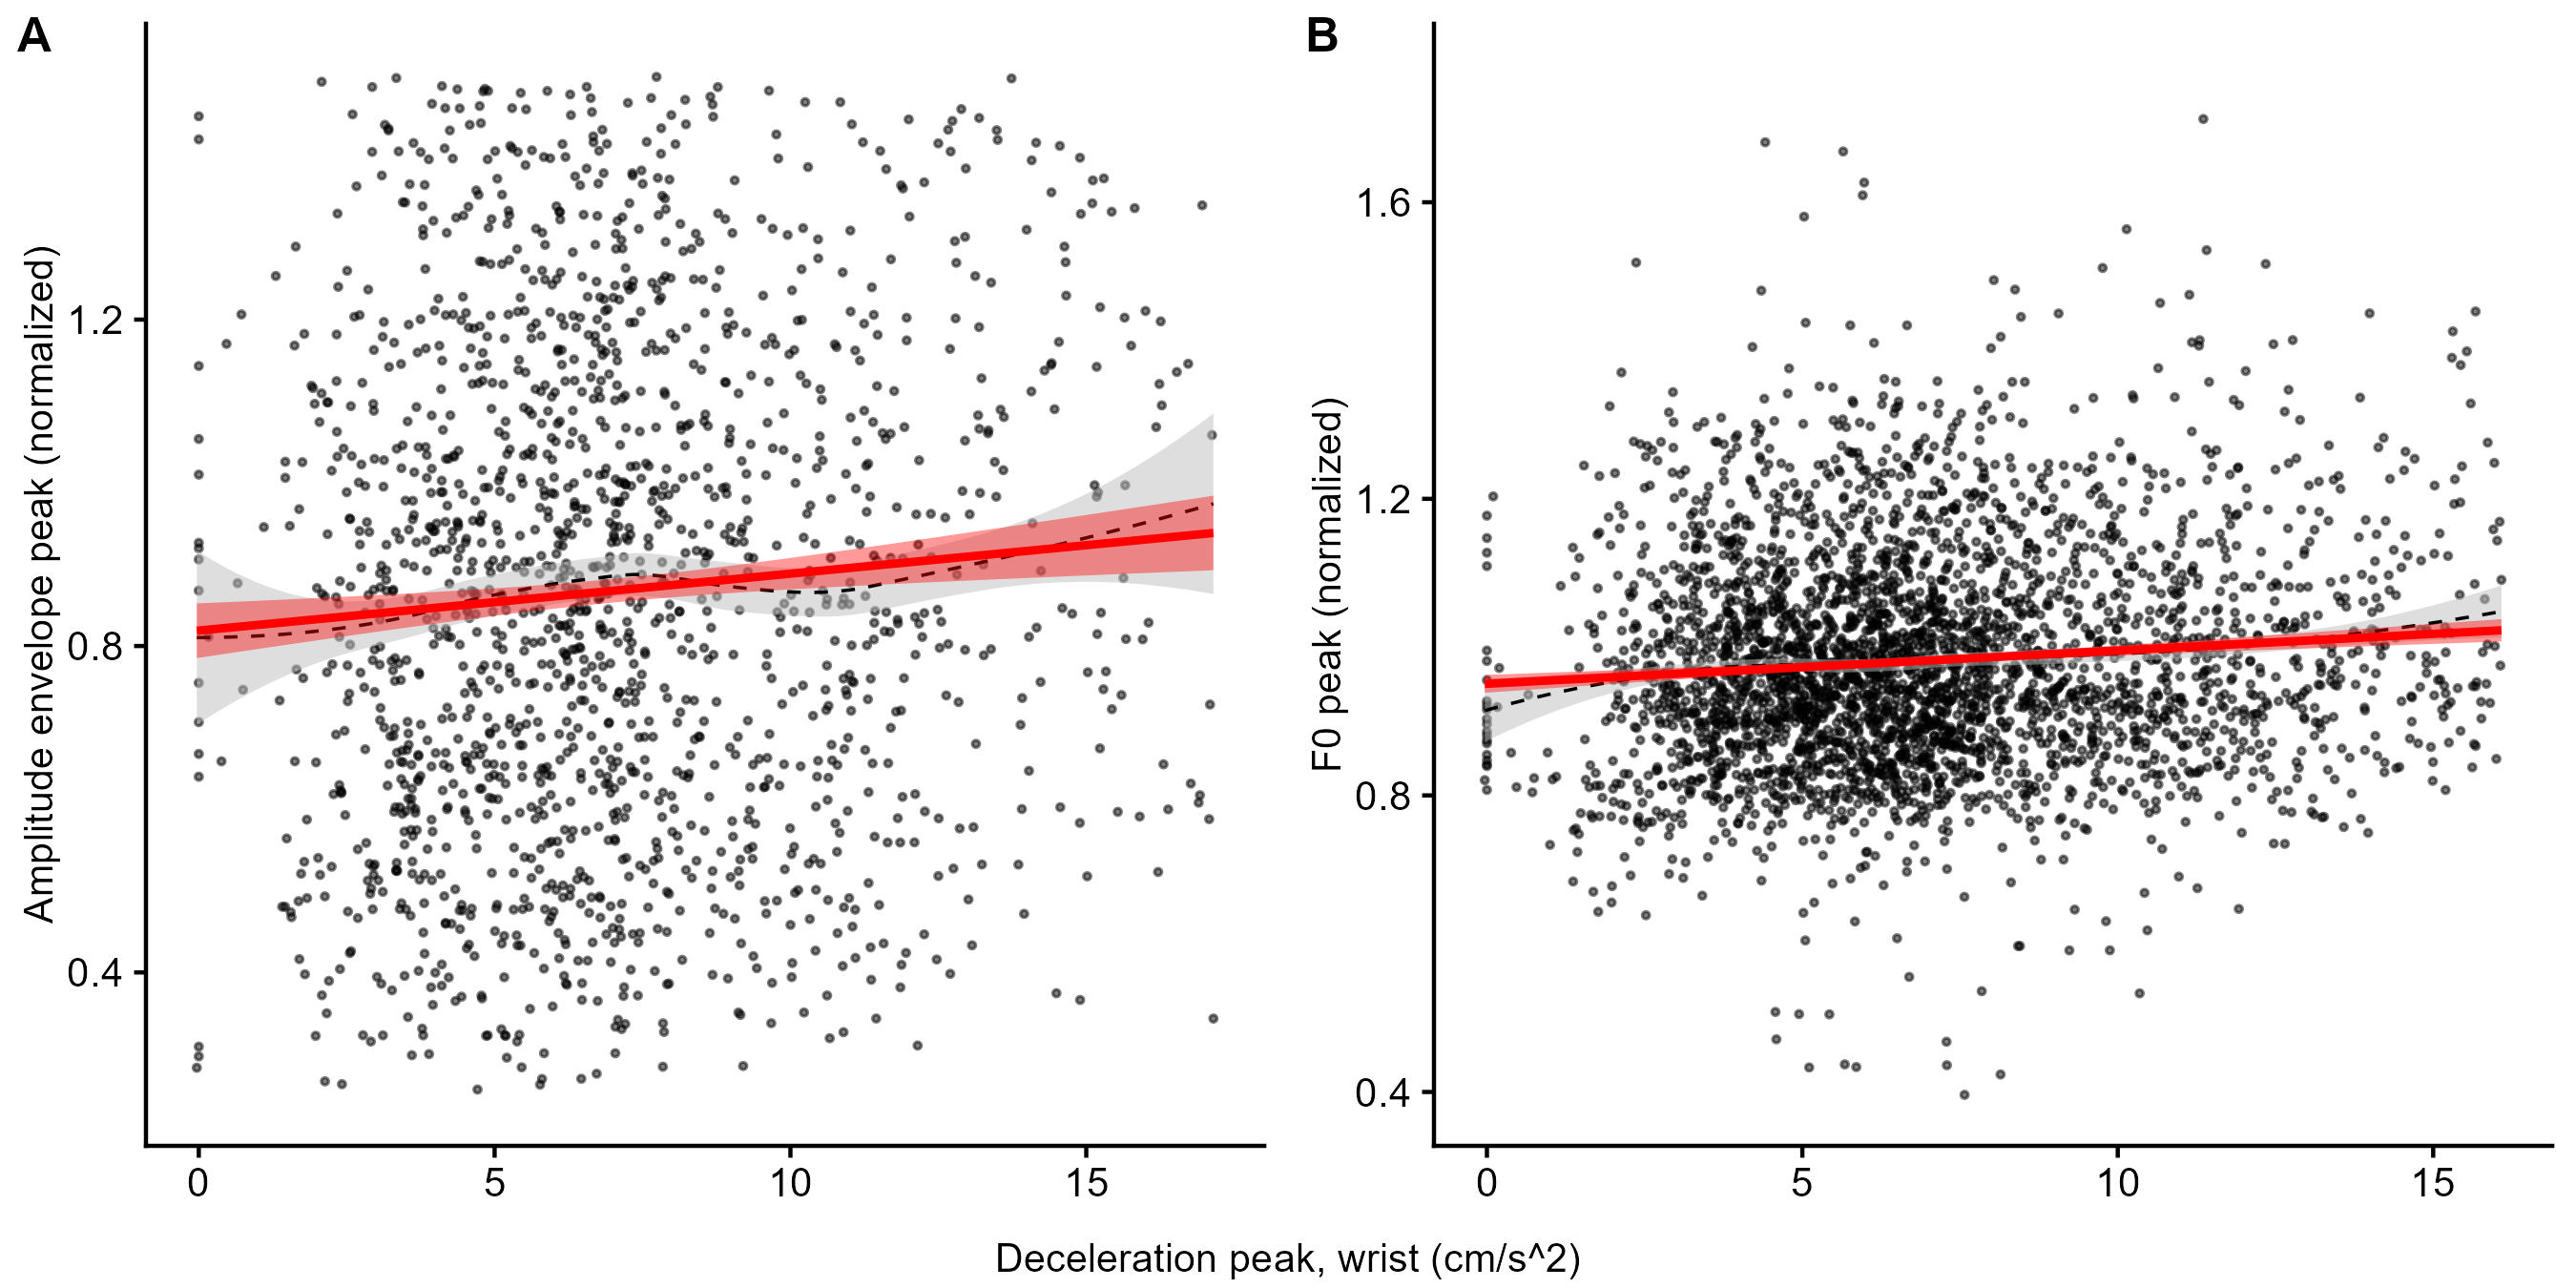 A
Amplitude envelope peak (normalized)
1.2
0.8
0.4
0 5 10 15
B
F0 peak (normalized)
1.6
1.2
0.8
0.4
0 5 10 15
Deceleration peak, wrist (cm/s^2)